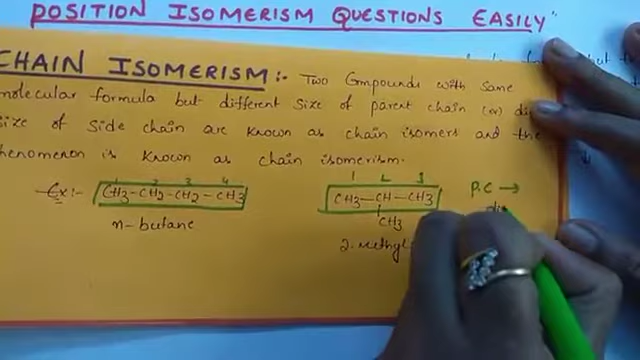 POSITION ISOMERISM QUESTIONS EASILY"
CHAIN ISOMERISM:- Two Compounds with same
molecular formula but different size of parent chain (or)
size of side chain are known as chain isomers and the
phenomenon is known as chain isomerism.
1 2 3 4
1 2 3
Ex:- CH3-CH2-CH2-CH3
CH3-CH-CH3
P.C →
CH3
n-butane
2-Methyl